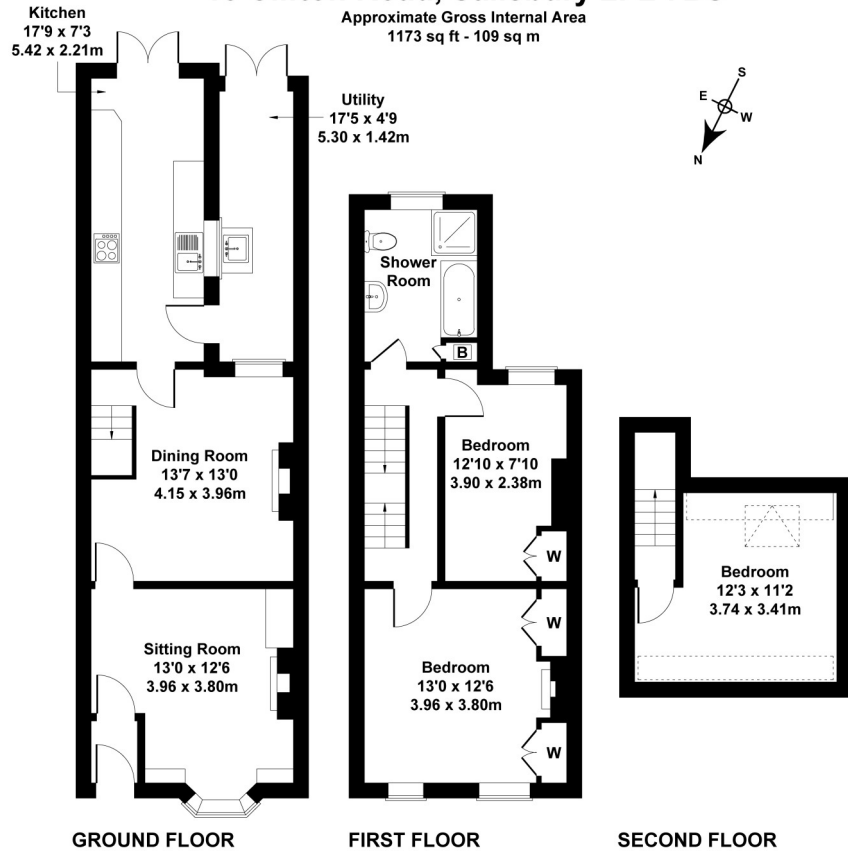 Approximate Gross Internal Area
1173 sq ft - 109 sq m
Kitchen
17'9 x 7'3
5.42 x 2.21m
Utility
17'5 x 4'9
5.30 x 1.42m
S
E
W
N
Shower
Room
B
Dining Room
13'7 x 13'0
4.15 x 3.96m
Bedroom
12'10 x 7'10
3.90 x 2.38m
W
Bedroom
12'3 x 11'2
3.74 x 3.41m
Sitting Room
13'0 x 12'6
3.96 x 3.80m
Bedroom
13'0 x 12'6
3.96 x 3.80m
W
W
GROUND FLOOR
FIRST FLOOR
SECOND FLOOR